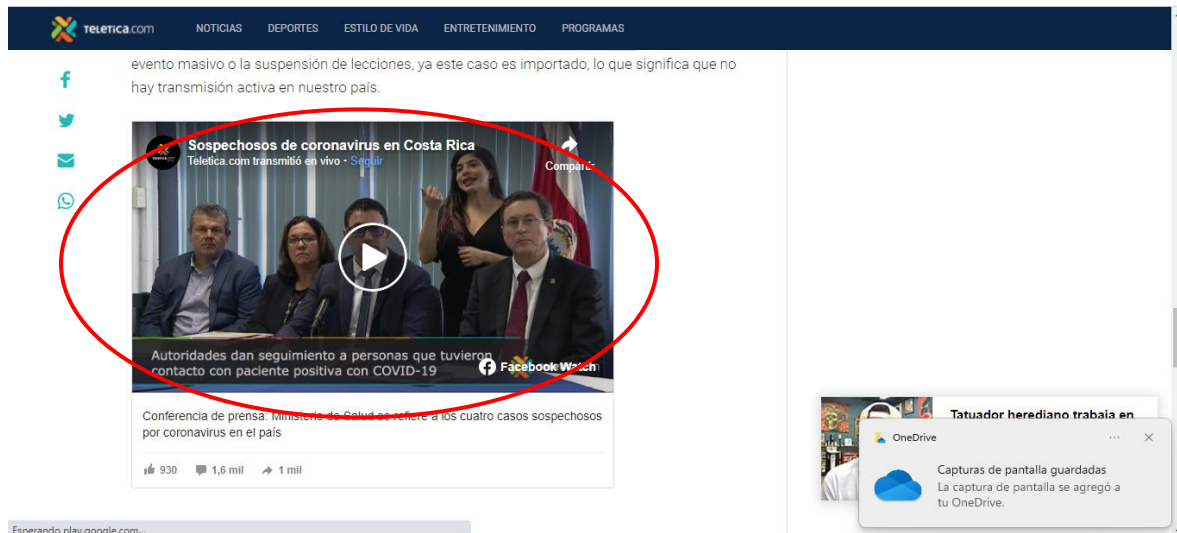 TELETICA.COM NOTICIAS DEPORTES ESTILO DE VIDA ENTRETENIMIENTO PROGRAMAS
evento masivo o la suspensión de lecciones, ya este caso es importado, lo que significa que no
hay transmisión activa en nuestro país.
Sospechosos de coronavirus en Costa Rica
Teletica.com transmitió en vivo · Seguir
Compartir
Autoridades dan seguimiento a personas que tuvieron
contacto con paciente positiva con COVID-19
Facebook Watch
Conferencia de prensa: Ministerio de Salud se refiere a los cuatro casos sospechosos
por coronavirus en el país
930 1,6 mil 1 mil
Tatuador herediano trabaja en
OneDrive
Capturas de pantalla guardadas
La captura de pantalla se agregó a
tu OneDrive.
Esperando play.google.com...